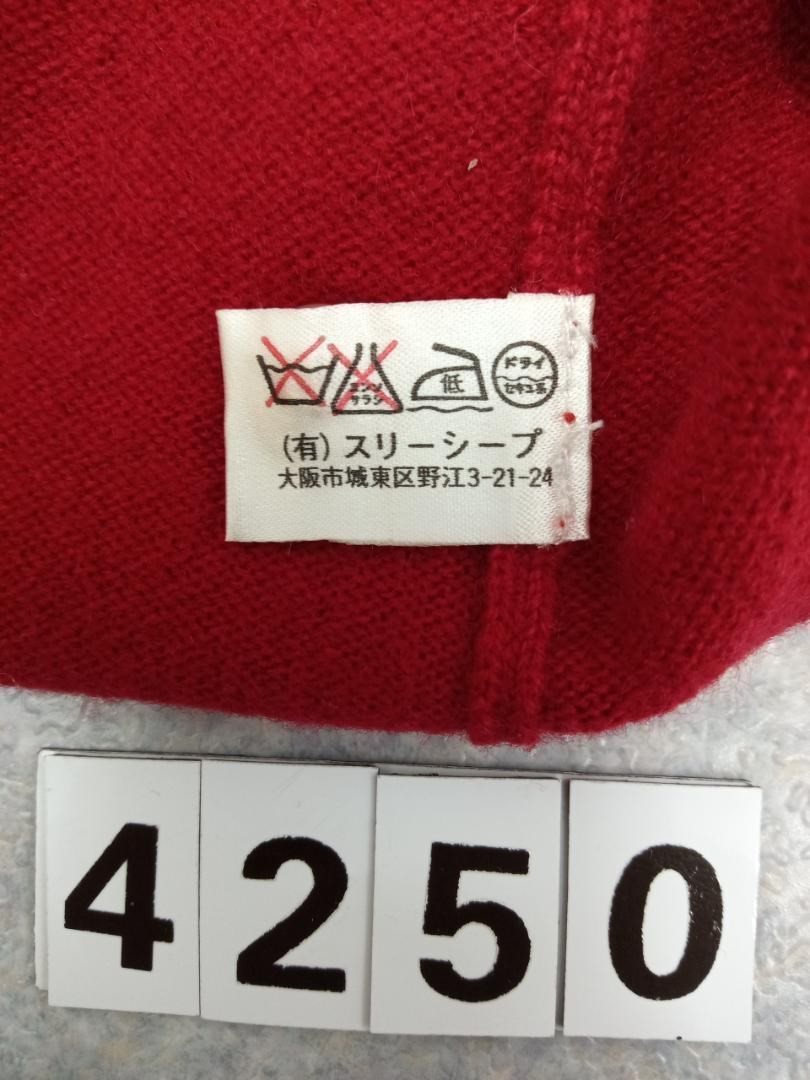 エンソ
サラシ
低
ドライ
セキユ系
(有)スリーシープ
大阪市城東区野江3-21-24
4250